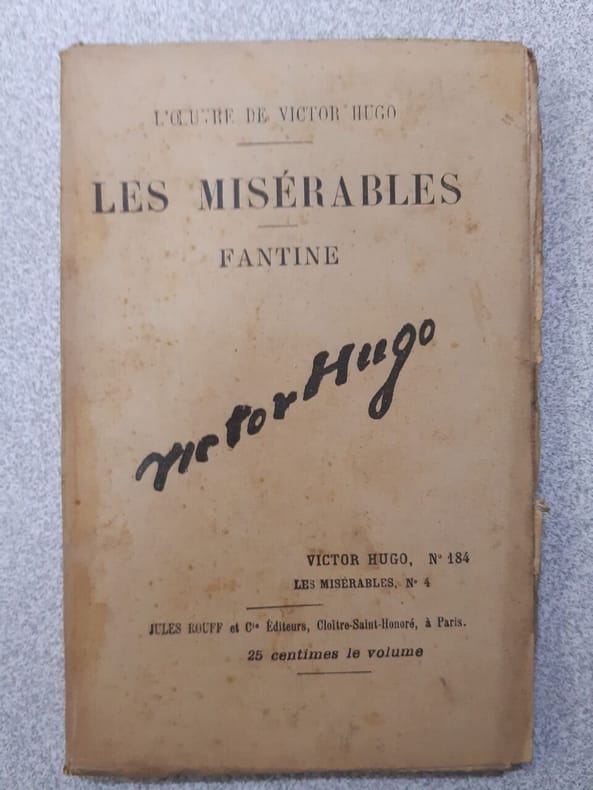 L'ŒUVRE DE VICTOR HUGO
LES MISÉRABLES
FANTINE
Victor Hugo
VICTOR HUGO, N° 184
LES MISÉRABLES, N° 4
JULES ROUFF et Cie Éditeurs, Cloître-Saint-Honoré, à Paris.
25 centimes le volume